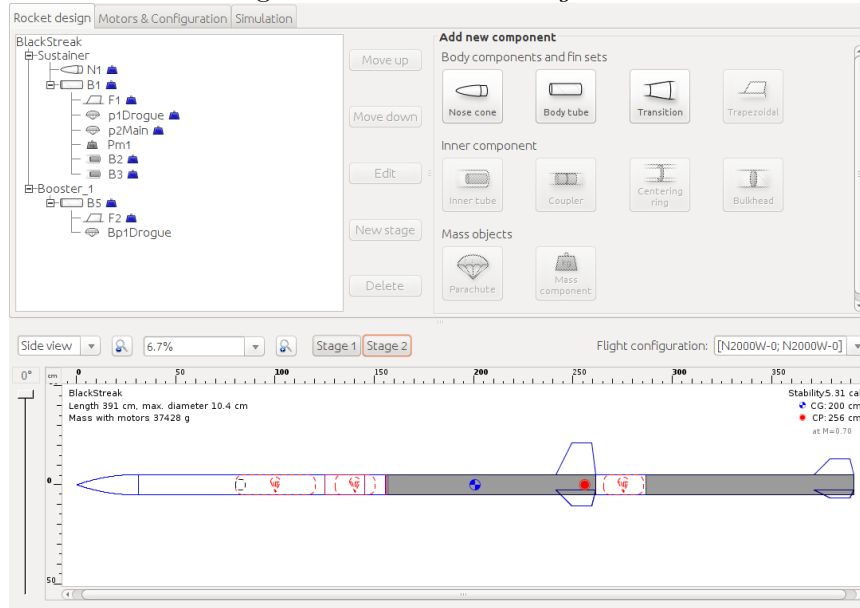 Rocket design Motors & Configuration Simulation
BlackStreak
Sustainer
N1
B1
F1
p1Drogue
p2Main
Pm1
B2
B3
Booster_1
B5
F2
Bp1Drogue
Move up
Move down
Edit
New stage
Delete
Add new component
Body components and fin sets
Nose cone Body tube Transition Trapezoidal
Inner component
Inner tube Coupler Centering ring Bulkhead
Mass objects
Parachute Mass component
Side view 6.7% Stage 1 Stage 2 Flight configuration: [N2000W-0; N2000W-0]
0° cm 0 50 100 150 200 250 300 350
BlackStreak
Length 391 cm, max. diameter 10.4 cm
Mass with motors 37428 g
Stability:5.31 cal
CG:200 cm
CP:256 cm
at M=0.70
0
50